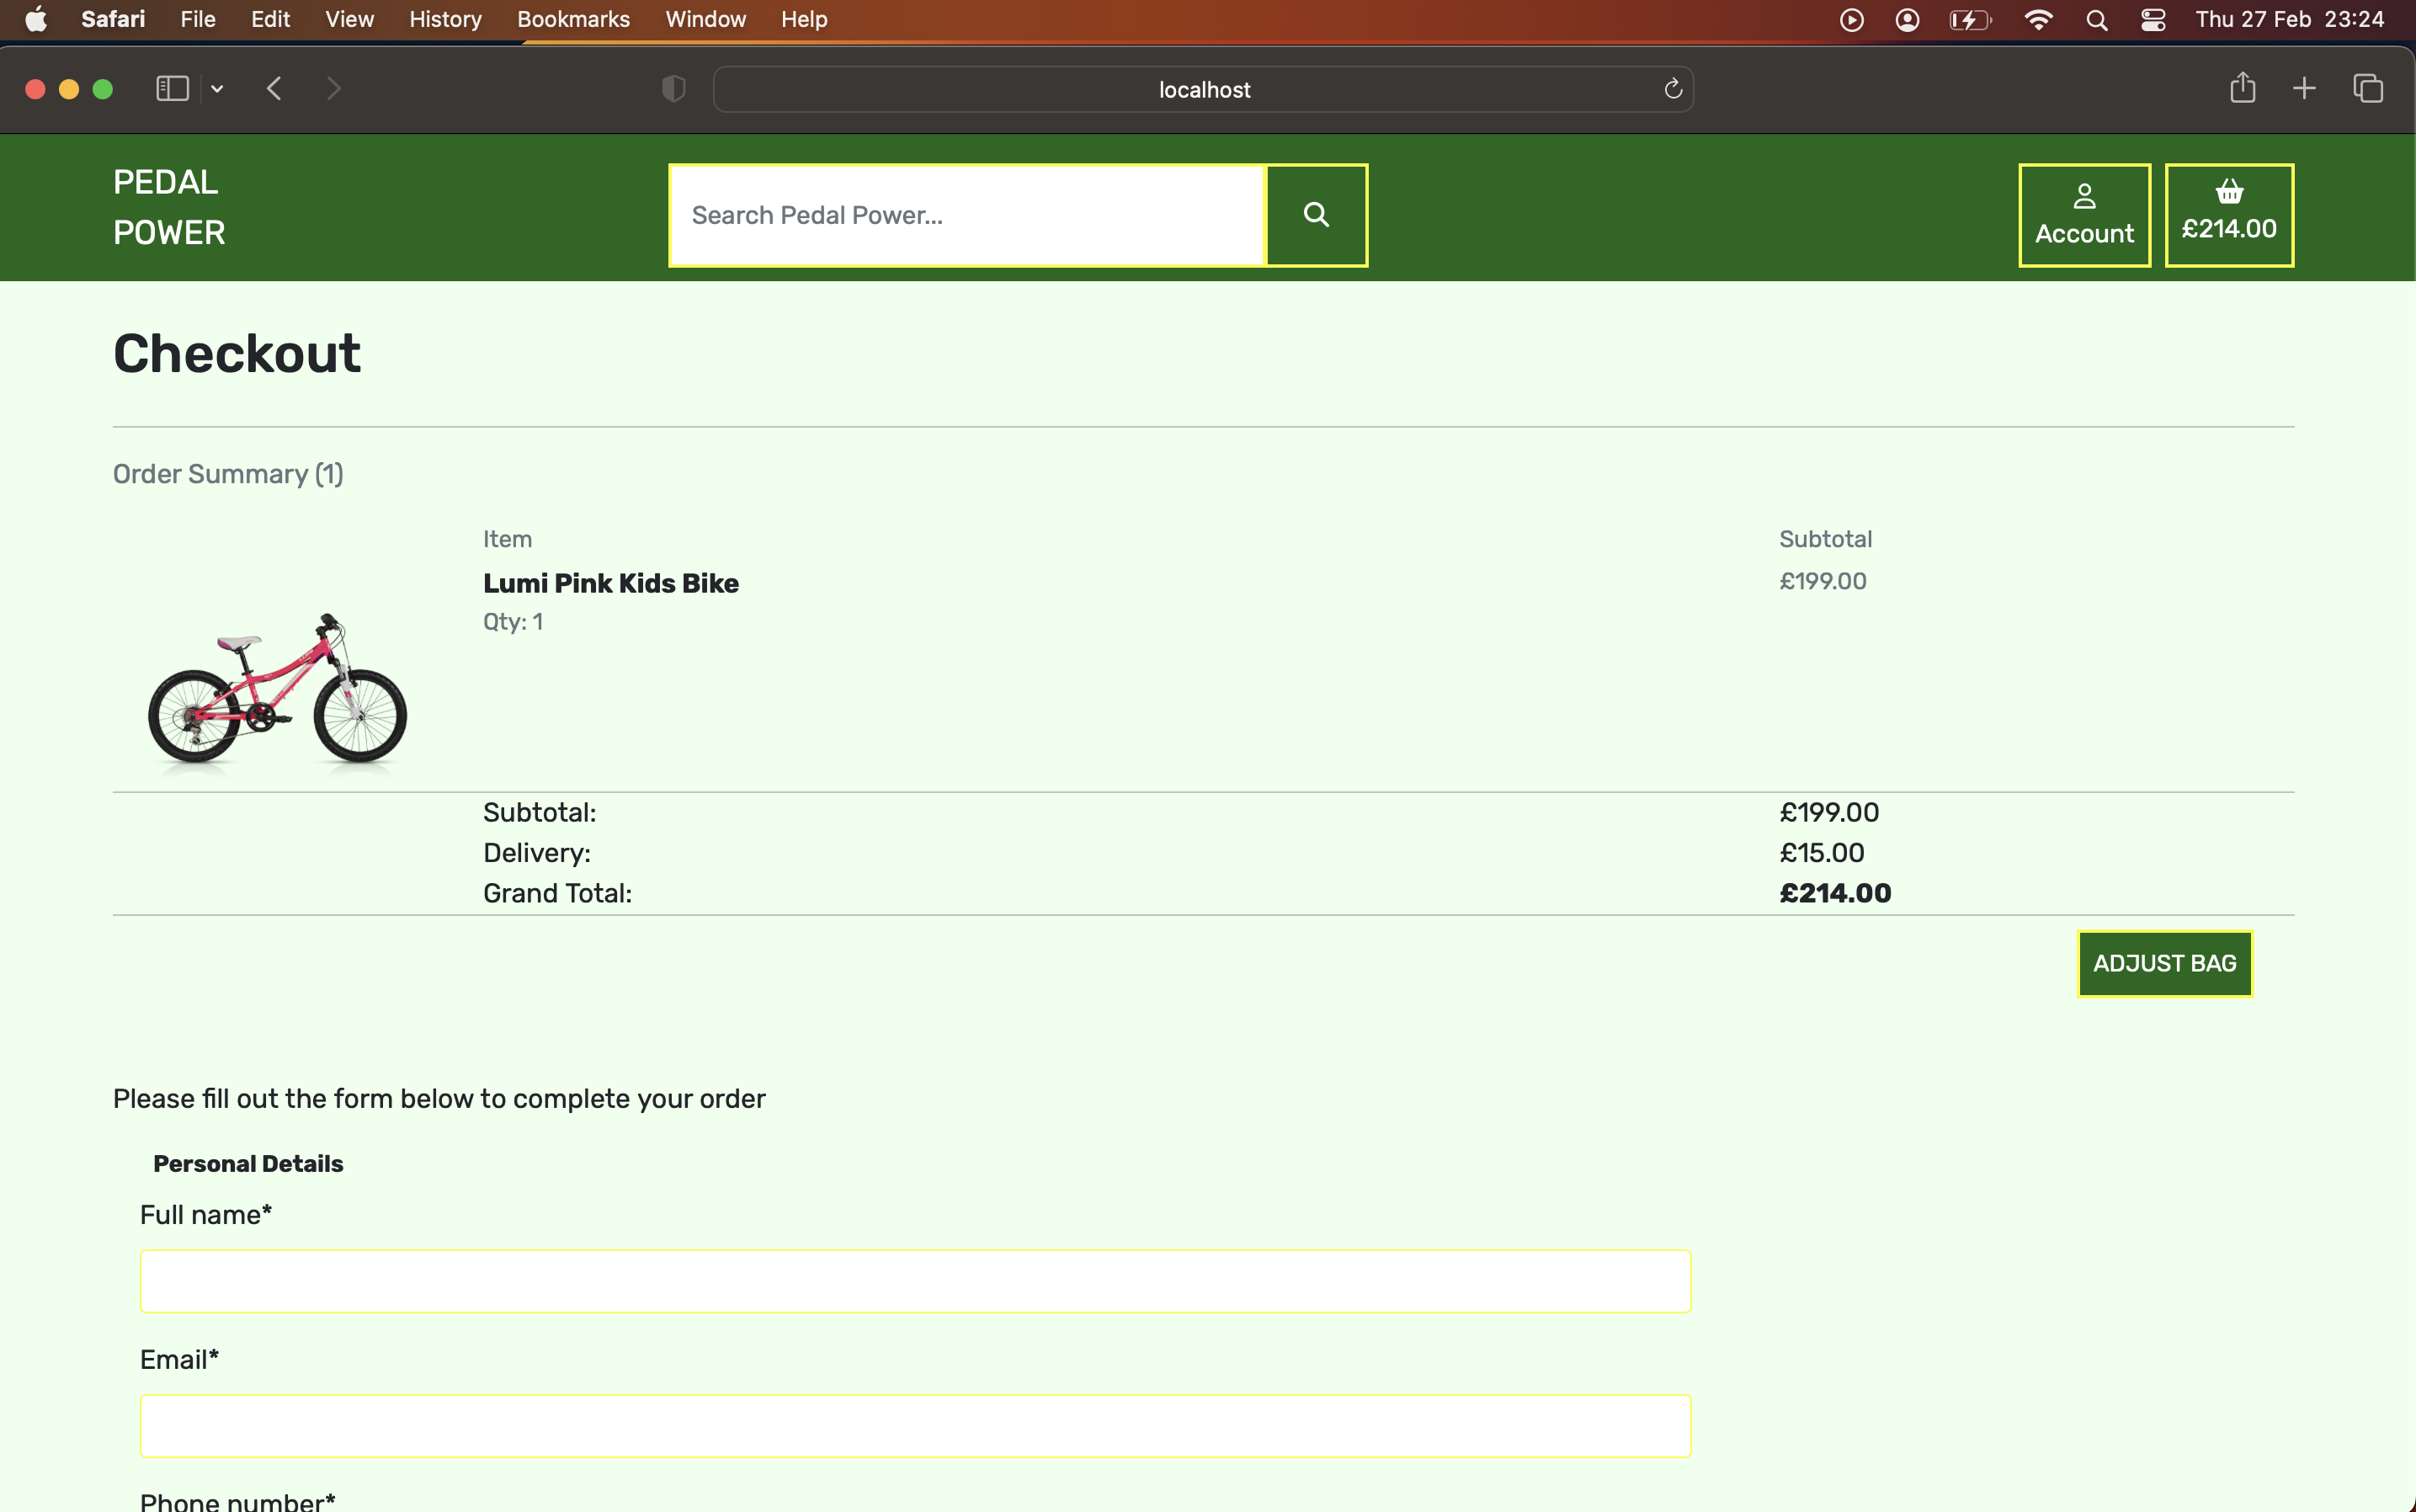 Safari File Edit View History Bookmarks Window Help Thu 27 Feb 23:24
localhost
PEDAL
POWER
Search Pedal Power...
Account
£214.00
Checkout
Order Summary (1)
Item Subtotal
Lumi Pink Kids Bike £199.00
Qty: 1
Subtotal: £199.00
Delivery: £15.00
Grand Total: £214.00
ADJUST BAG
Please fill out the form below to complete your order
Personal Details
Full name*
Email*
Phone number*